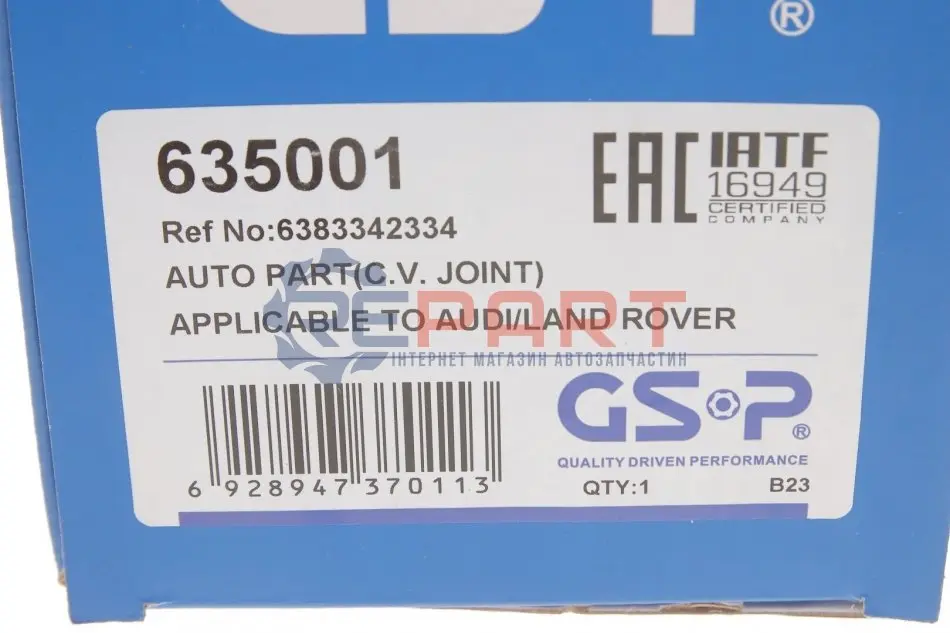 ®
635001
Ref No:6383342334
AUTO PART(C.V. JOINT)
APPLICABLE TO AUDI/LAND ROVER
EAC
IATF
16949
CERTIFIED
COMPANY
REPART
ІНТЕРНЕТ МАГАЗИН АВТОЗАПЧАСТИН
GSP®
QUALITY DRIVEN PERFORMANCE
QTY:1 B23
6 928947 370113